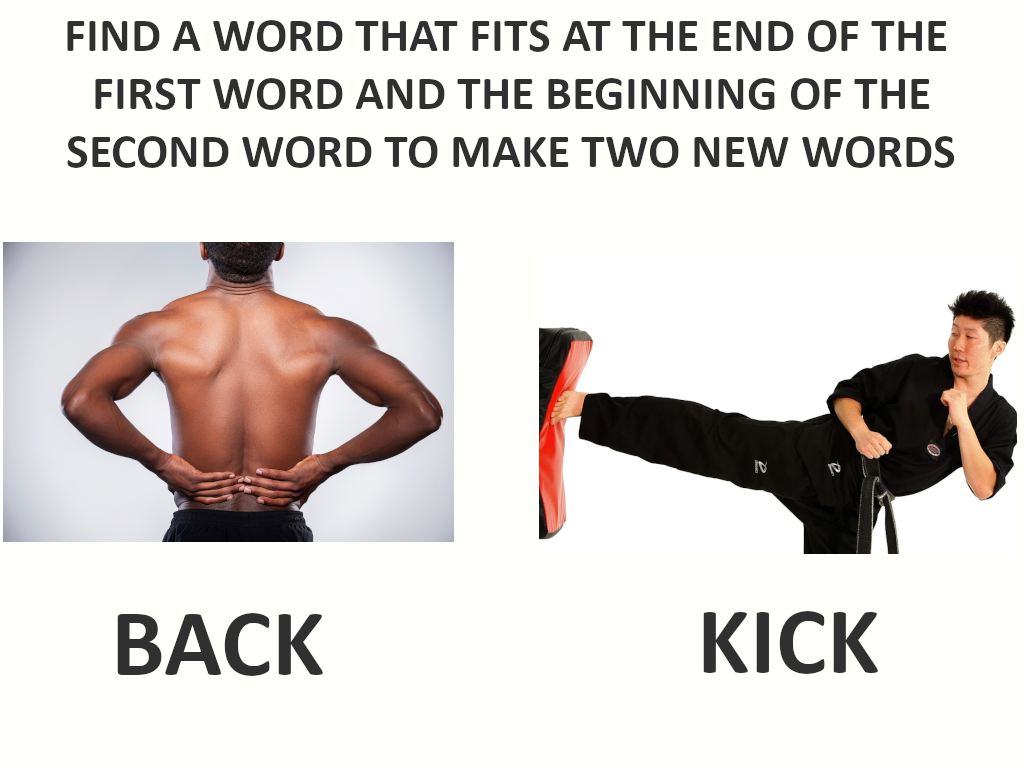 FIND A WORD THAT FITS AT THE END OF THE
FIRST WORD AND THE BEGINNING OF THE
SECOND WORD TO MAKE TWO NEW WORDS
BACK
KICK